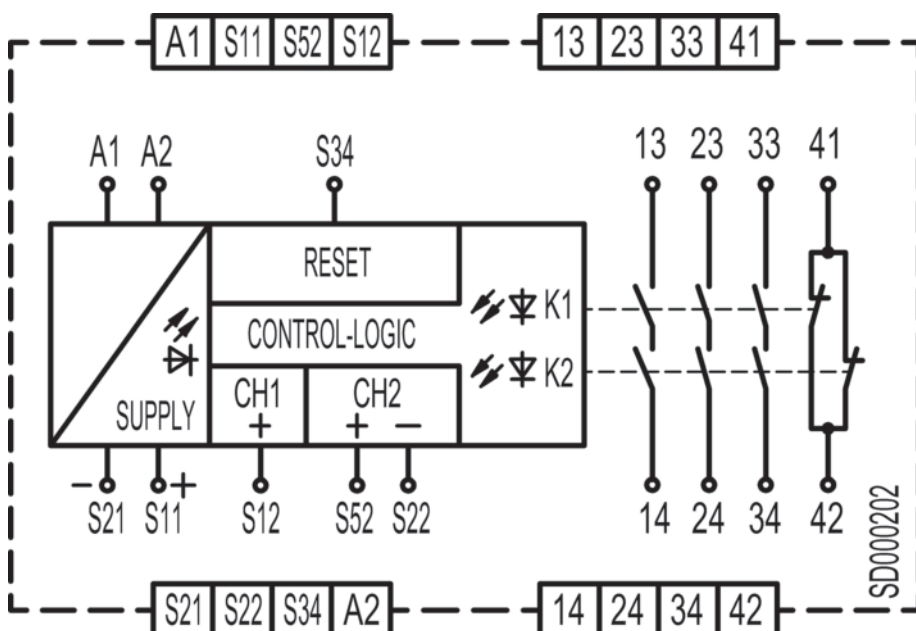 A1 S11 S52 S12 13 23 33 41
A1 A2 S34 13 23 33 41
RESET
K1
CONTROL-LOGIC
K2
CH1 CH2
SUPPLY + + −
− S21 S11 + S12 S52 S22 14 24 34 42
SD000202
S21 S22 S34 A2 14 24 34 42